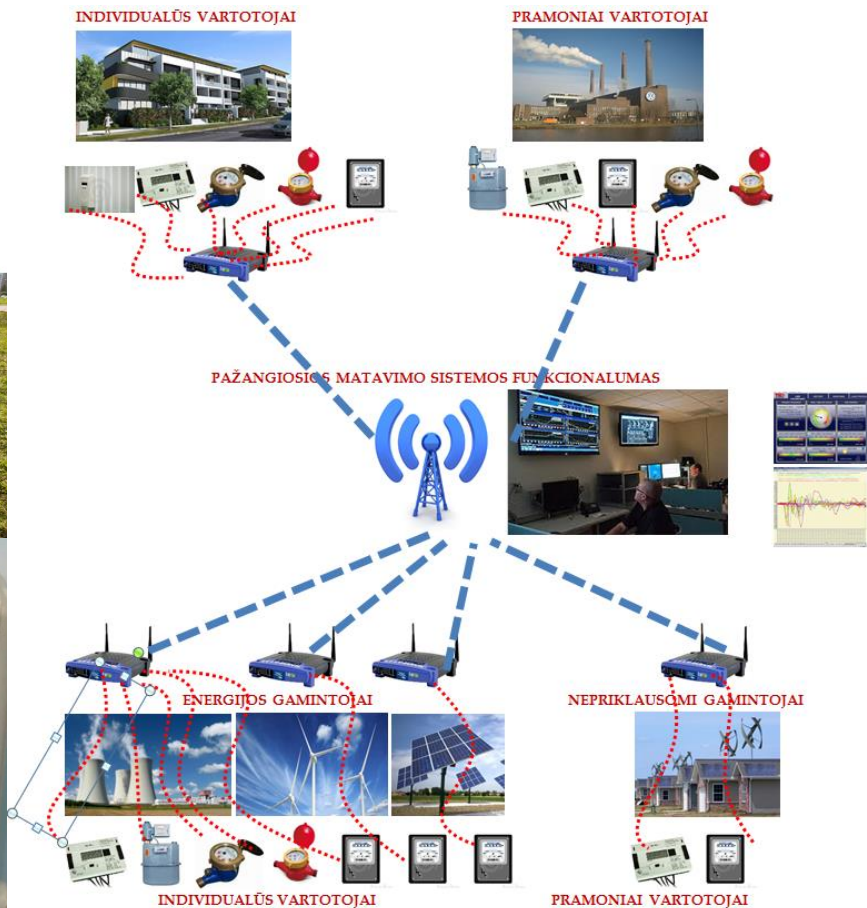 INDIVIDUALŪS VARTOTOJAI
PRAMONIAI VARTOTOJAI
PAŽANGIOSIOS MATAVIMO SISTEMOS FUNKCIONALUMAS
ENERGIJOS GAMINTOJAI
NEPRIKLAUSOMI GAMINTOJAI
INDIVIDUALŪS VARTOTOJAI
PRAMONIAI VARTOTOJAI